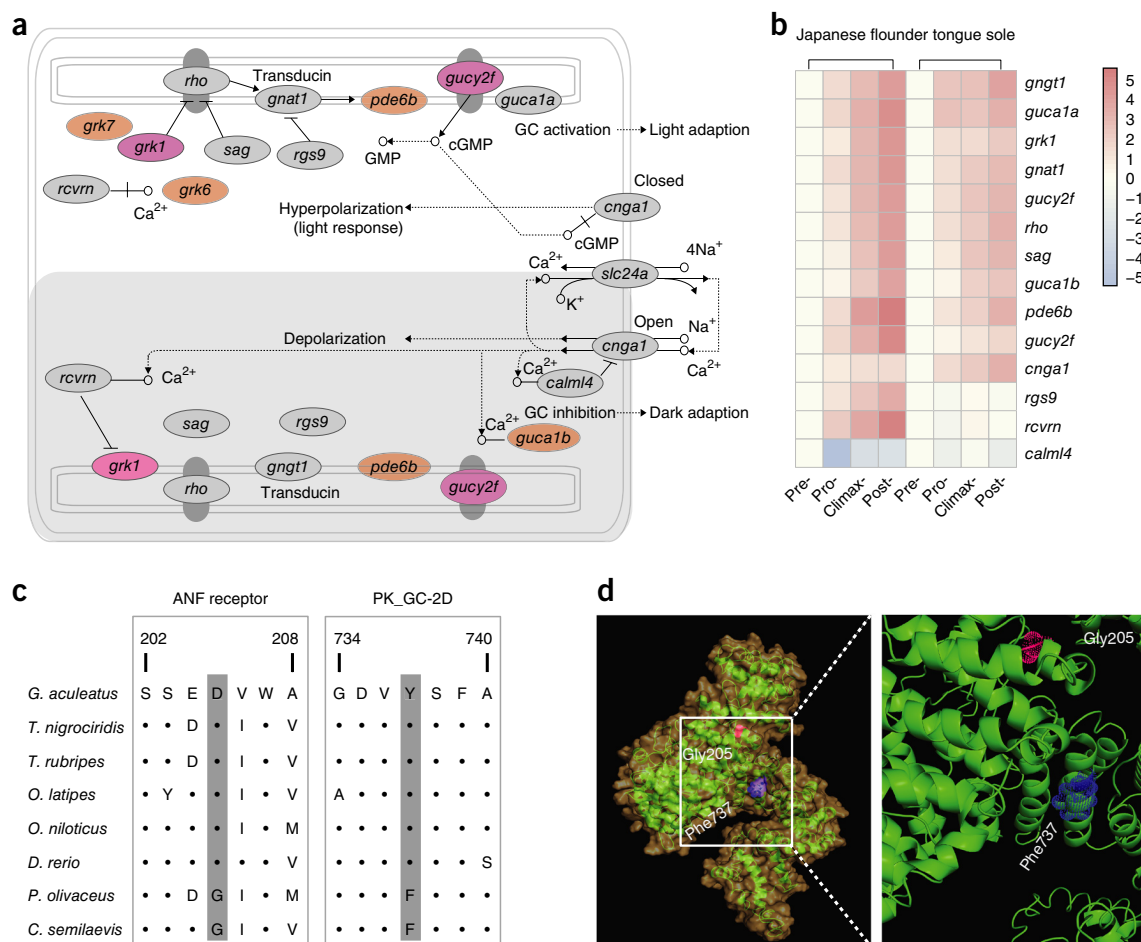 a
rho
Transducin
gnat1
pde6b
gucy2f
guca1a
grk7
grk1
sag
rgs9
GMP
cGMP
GC activation
Light adaption
rcvrn
Ca2+
grk6
Closed
cnga1
Hyperpolarization
(light response)
cGMP
Ca2+
4Na+
slc24a
K+
Open
Na+
Depolarization
cnga1
Ca2+
rcvrn
Ca2+
Ca2+
calml4
sag
rgs9
Ca2+
GC inhibition
Dark adaption
guca1b
grk1
gngt1
pde6b
gucy2f
rho
Transducin
b
Japanese flounder tongue sole
gngt1
guca1a
grk1
gnat1
gucy2f
rho
sag
guca1b
pde6b
gucy2f
cnga1
rgs9
rcvrn
calml4
5
4
3
2
1
0
−1
−2
−3
−4
−5
Pre- Pro- Climax- Post- Pre- Pro- Climax- Post-
c
ANF receptor PK_GC-2D
202 208 734 740
G. aculeatus S S E D V W A G D V Y S F A
T. nigrociridis • • D • I • V • • • • • • •
T. rubripes • • D • I • V • • • • • • •
O. latipes • Y • • I • V A • • • • • •
O. niloticus • • • • I • M • • • • • • •
D. rerio • • • • • • V • • • • • • S
P. olivaceus • • D G I • M • • • F • • •
C. semilaevis • • • G I • V • • • F • • •
d
Gly205
Phe737
Gly205
Phe737